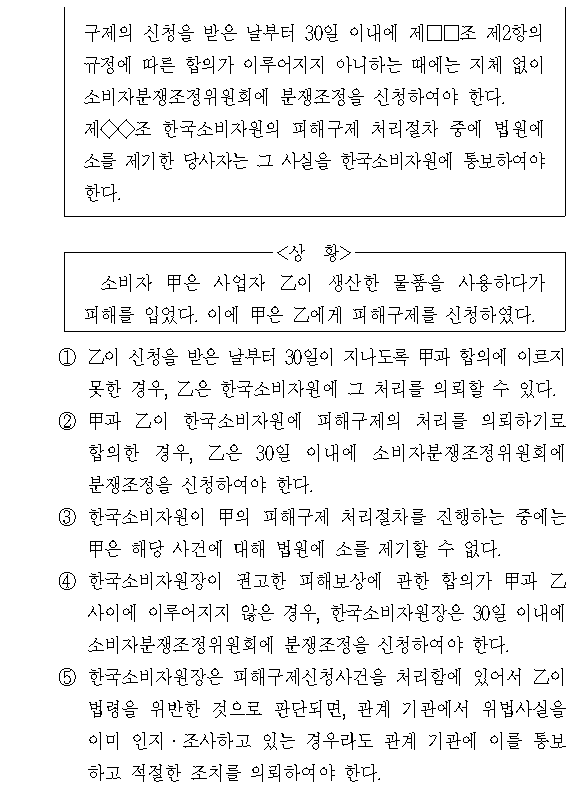 구제의 신청을 받은 날부터 30일 이내에 제□□조 제2항의
규정에 따른 합의가 이루어지지 아니하는 때에는 지체 없이
소비자분쟁조정위원회에 분쟁조정을 신청하여야 한다.
제◇◇조 한국소비자원의 피해구제 처리절차 중에 법원에
소를 제기한 당사자는 그 사실을 한국소비자원에 통보하여야
한다.
<상 황>
소비자 甲은 사업자 乙이 생산한 물품을 사용하다가
피해를 입었다. 이에 甲은 乙에게 피해구제를 신청하였다.
① 乙이 신청을 받은 날부터 30일이 지나도록 甲과 합의에 이르지
못한 경우, 乙은 한국소비자원에 그 처리를 의뢰할 수 있다.
② 甲과 乙이 한국소비자원에 피해구제의 처리를 의뢰하기로
합의한 경우, 乙은 30일 이내에 소비자분쟁조정위원회에
분쟁조정을 신청하여야 한다.
③ 한국소비자원이 甲의 피해구제 처리절차를 진행하는 중에는
甲은 해당 사건에 대해 법원에 소를 제기할 수 없다.
④ 한국소비자원장이 권고한 피해보상에 관한 합의가 甲과 乙
사이에 이루어지지 않은 경우, 한국소비자원장은 30일 이내에
소비자분쟁조정위원회에 분쟁조정을 신청하여야 한다.
⑤ 한국소비자원장은 피해구제신청사건을 처리함에 있어서 乙이
법령을 위반한 것으로 판단되면, 관계 기관에서 위법사실을
이미 인지·조사하고 있는 경우라도 관계 기관에 이를 통보
하고 적절한 조치를 의뢰하여야 한다.